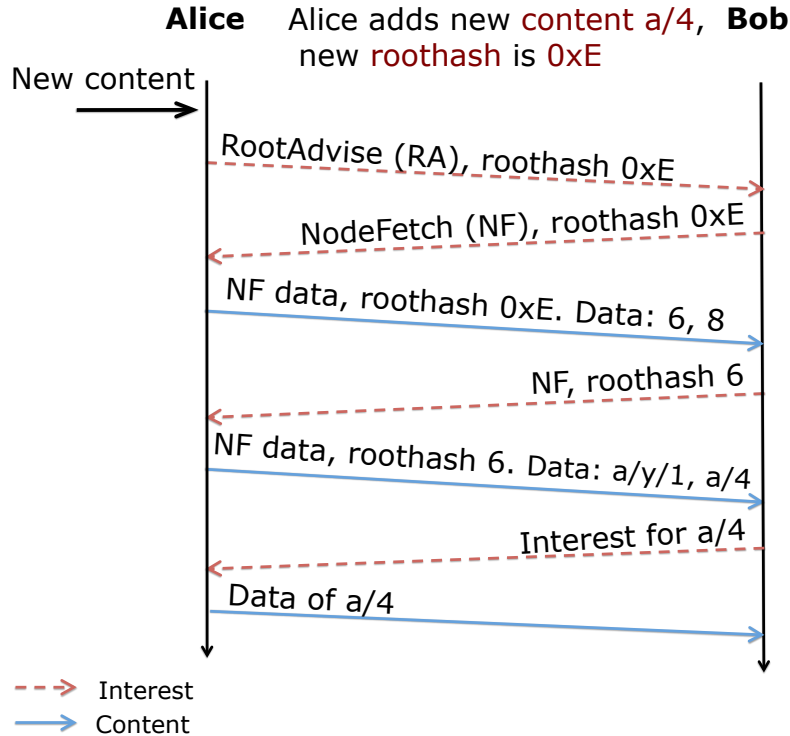 Alice Alice adds new content a/4, Bob
new roothash is 0xE
New content
RootAdvise (RA), roothash 0xE
NodeFetch (NF), roothash 0xE
NF data, roothash 0xE. Data: 6, 8
NF, roothash 6
NF data, roothash 6. Data: a/y/1, a/4
Interest for a/4
Data of a/4
Interest
Content